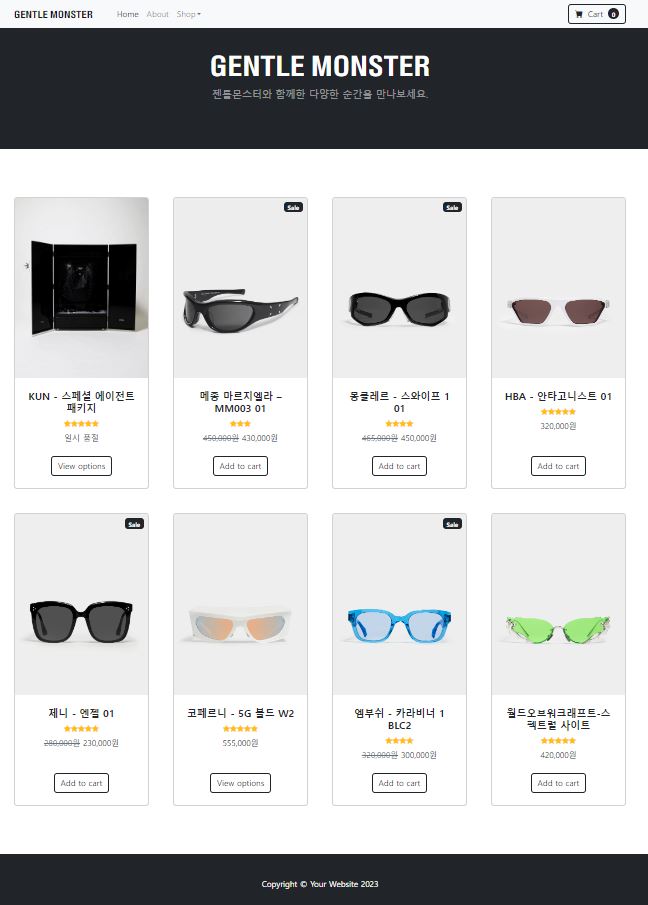 GENTLE MONSTER Home About Shop Cart 0
GENTLE MONSTER
젠틀몬스터와 함께한 다양한 순간을 만나보세요.
KUN - 스페셜 에이전트
패키지
일시 품절
View options
Sale
메종 마르지엘라 –
MM003 01
450,000원 430,000원
Add to cart
Sale
몽클레르 - 스와이프 1
01
465,000원 450,000원
Add to cart
HBA - 안타고니스트 01
320,000원
Add to cart
Sale
제니 - 엔젤 01
280,000원 230,000원
Add to cart
코페르니 - 5G 볼드 W2
555,000원
View options
Sale
엠부쉬 - 카라비너 1
BLC2
320,000원 300,000원
Add to cart
월드오브워크래프트-스
펙트럴 사이트
420,000원
Add to cart
Copyright © Your Website 2023